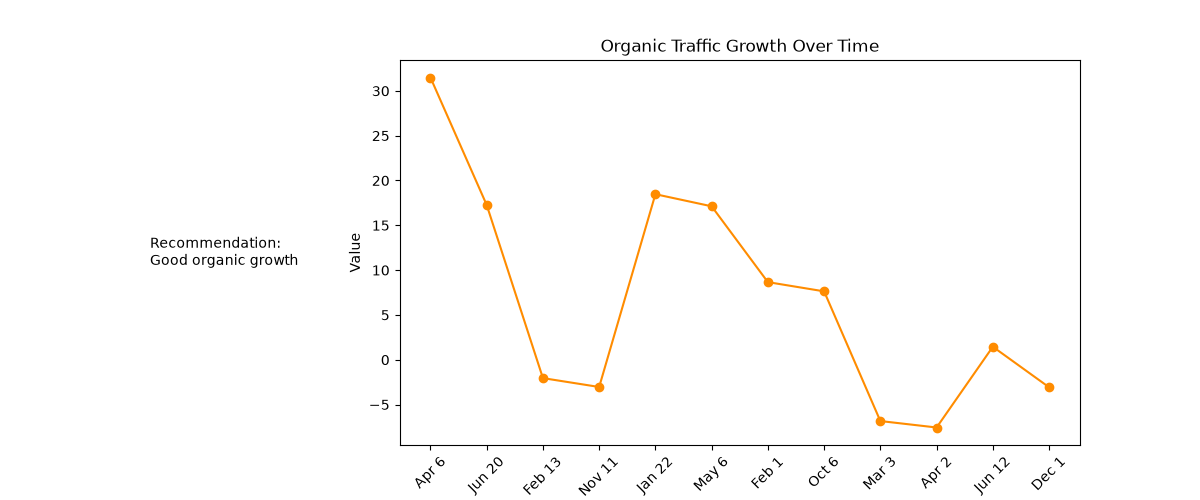 Organic Traffic Growth Over Time
Recommendation:
Good organic growth
Value
30
25
20
15
10
5
0
−5
Apr 6
Jun 20
Feb 13
Nov 11
Jan 22
May 6
Feb 1
Oct 6
Mar 3
Apr 2
Jun 12
Dec 1